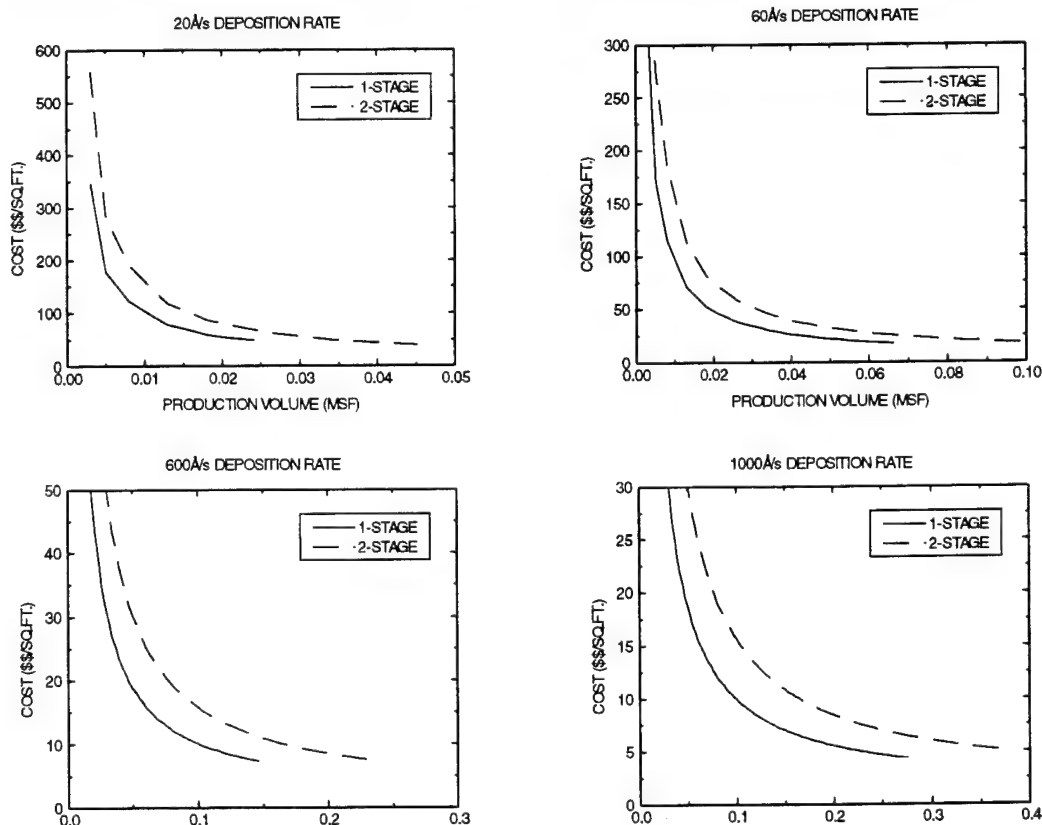 20Å/s DEPOSITION RATE
600
500
400
300
200
100
0
COST ($$/SQ.FT.)
1-STAGE
2-STAGE
0.00 0.01 0.02 0.03 0.04 0.05
PRODUCTION VOLUME (MSF)
60Å/s DEPOSITION RATE
300
250
200
150
100
50
0
COST ($$/SQ.FT.)
1-STAGE
2-STAGE
0.00 0.02 0.04 0.06 0.08 0.10
PRODUCTION VOLUME (MSF)
600Å/s DEPOSITION RATE
50
40
30
20
10
0
COST ($$/SQ.FT.)
1-STAGE
2-STAGE
0.0 0.1 0.2 0.3
1000Å/s DEPOSITION RATE
30
25
20
15
10
5
0
COST ($$/SQ.FT.)
1-STAGE
2-STAGE
0.0 0.1 0.2 0.3 0.4